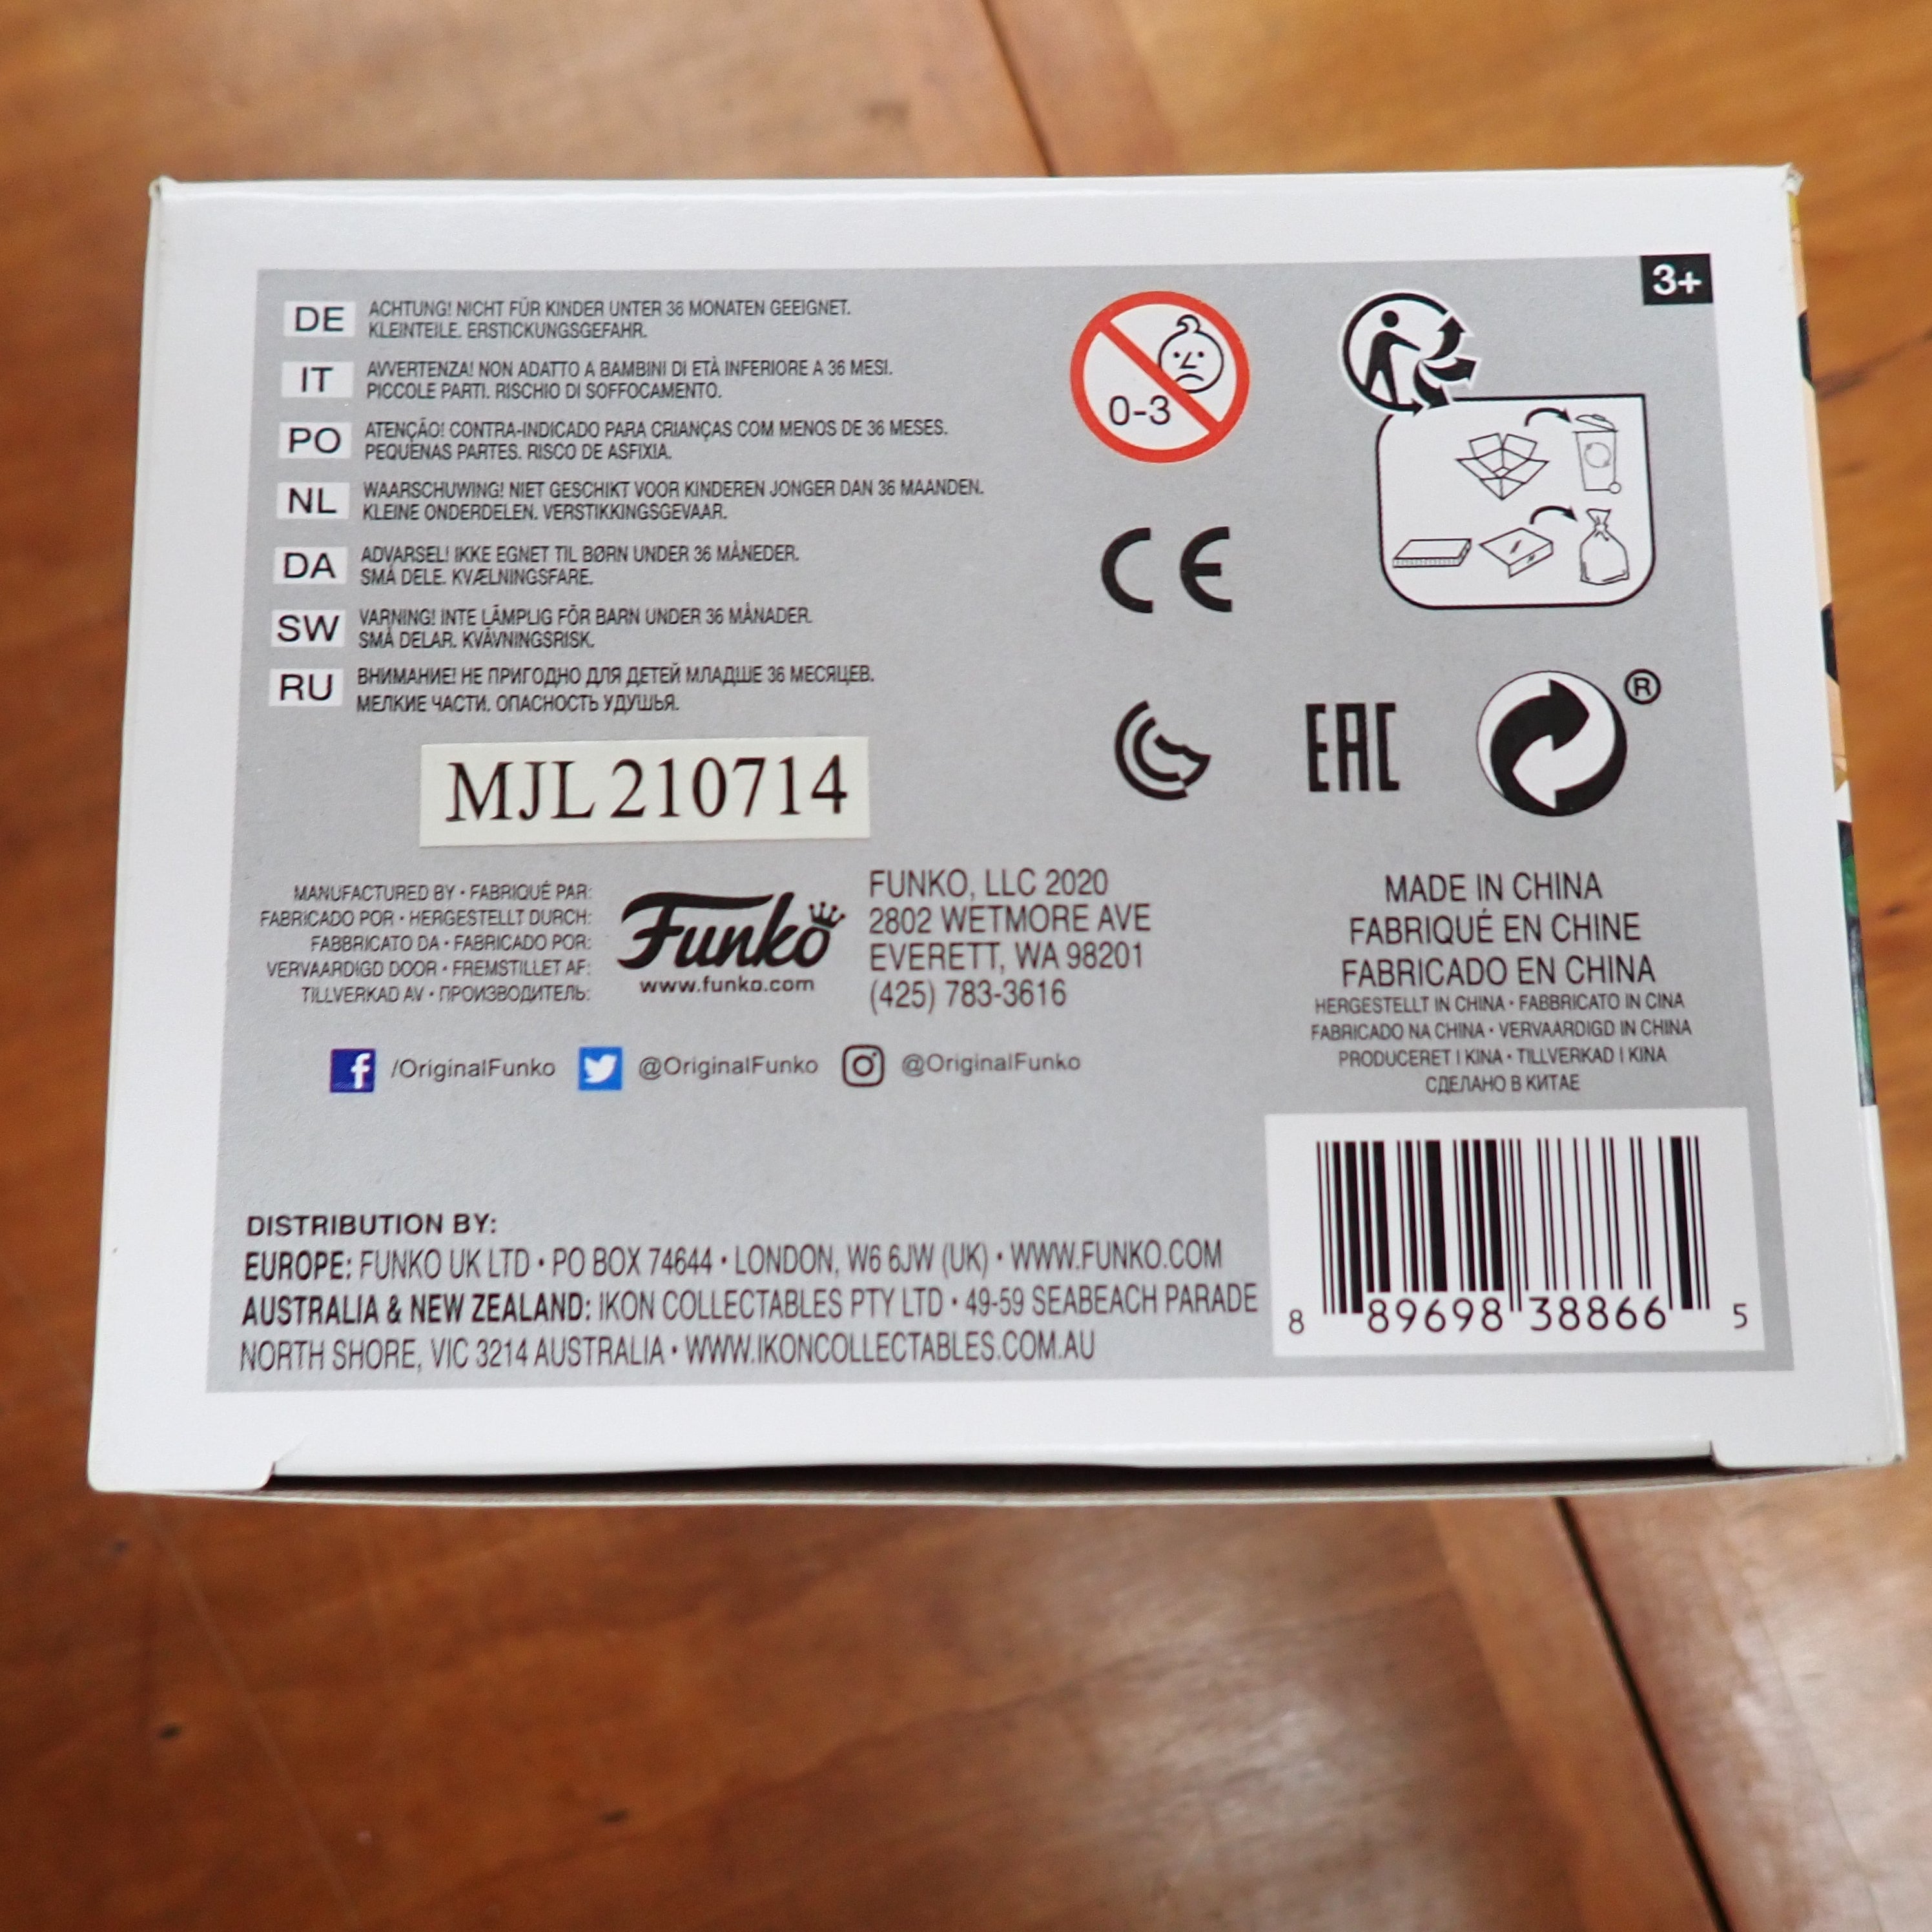 3+
DE
ACHTUNG! NICHT FÜR KINDER UNTER 36 MONATEN GEEIGNET.
KLEINTEILE. ERSTICKUNGSGEFAHR.
IT
AVVERTENZA! NON ADATTO A BAMBINI DI ETÀ INFERIORE A 36 MESI.
PICCOLE PARTI. RISCHIO DI SOFFOCAMENTO.
PO
ATENÇÃO! CONTRA-INDICADO PARA CRIANÇAS COM MENOS DE 36 MESES.
PEQUENAS PARTES. RISCO DE ASFIXIA.
NL
WAARSCHUWING! NIET GESCHIKT VOOR KINDEREN JONGER DAN 36 MAANDEN.
KLEINE ONDERDELEN. VERSTIKKINGSGEVAAR.
DA
ADVARSEL! IKKE EGNET TIL BØRN UNDER 36 MÅNEDER.
SMÅ DELE. KVÆLNINGSFARE.
SW
VARNING! INTE LÄMPLIG FÖR BARN UNDER 36 MÅNADER.
SMÅ DELAR. KVÄVNINGSRISK.
RU
ВНИМАНИЕ! НЕ ПРИГОДНО ДЛЯ ДЕТЕЙ МЛАДШЕ 36 МЕСЯЦЕВ.
МЕЛКИЕ ЧАСТИ. ОПАСНОСТЬ УДУШЬЯ.
0-3
CE
EAC
®
MJL 210714
MANUFACTURED BY • FABRIQUÉ PAR:
FABRICADO POR • HERGESTELLT DURCH:
FABBRICATO DA • FABRICADO POR:
VERVAARDIGD DOOR • FREMSTILLET AF:
TILLVERKAD AV • ПРОИЗВОДИТЕЛЬ:
Funko
www.funko.com
FUNKO, LLC 2020
2802 WETMORE AVE
EVERETT, WA 98201
(425) 783-3616
MADE IN CHINA
FABRIQUÉ EN CHINE
FABRICADO EN CHINA
HERGESTELLT IN CHINA • FABBRICATO IN CINA
FABRICADO NA CHINA • VERVAARDIGD IN CHINA
PRODUCERET I KINA • TILLVERKAD I KINA
СДЕЛАНО В КИТАЕ
/OriginalFunko @OriginalFunko @OriginalFunko
DISTRIBUTION BY:
EUROPE: FUNKO UK LTD • PO BOX 74644 • LONDON, W6 6JW (UK) • WWW.FUNKO.COM
AUSTRALIA & NEW ZEALAND: IKON COLLECTABLES PTY LTD • 49-59 SEABEACH PARADE
NORTH SHORE, VIC 3214 AUSTRALIA • WWW.IKONCOLLECTABLES.COM.AU
8 89698 38866 5